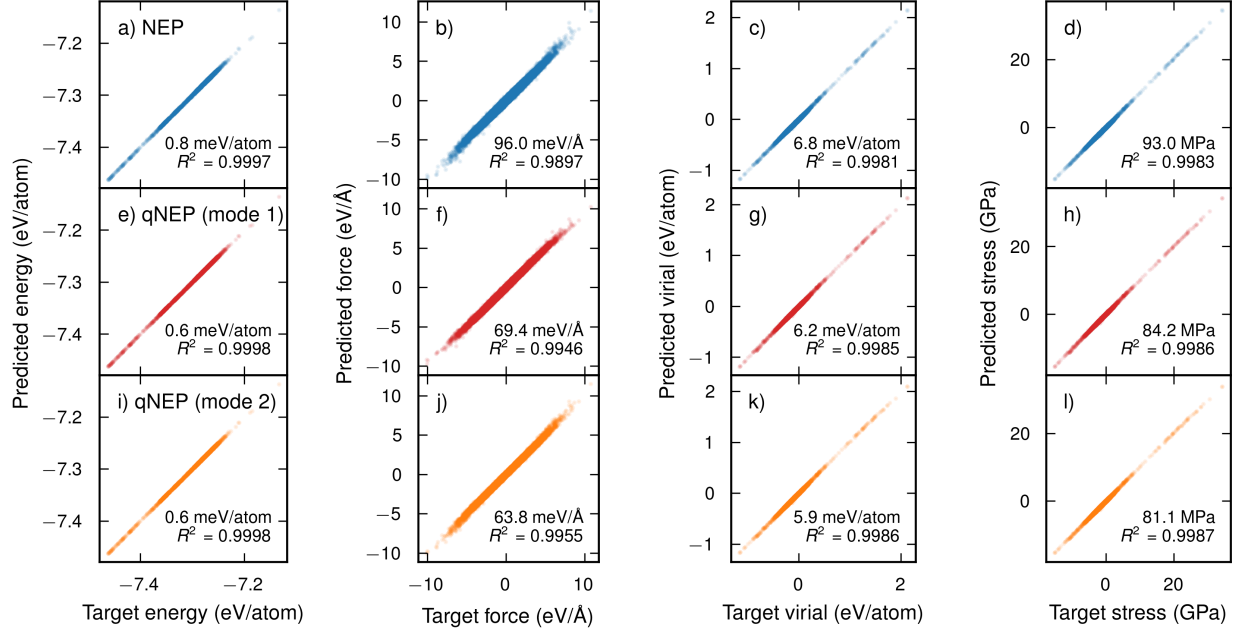 a) NEP
0.8 meV/atom
R² = 0.9997
−7.2
−7.3
−7.4
b)
96.0 meV/Å
R² = 0.9897
10
5
0
−5
−10
c)
6.8 meV/atom
R² = 0.9981
2
1
0
−1
d)
93.0 MPa
R² = 0.9983
20
0
e) qNEP (mode 1)
0.6 meV/atom
R² = 0.9998
−7.2
−7.3
−7.4
f)
69.4 meV/Å
R² = 0.9946
10
5
0
−5
−10
g)
6.2 meV/atom
R² = 0.9985
2
1
0
−1
h)
84.2 MPa
R² = 0.9986
20
0
i) qNEP (mode 2)
0.6 meV/atom
R² = 0.9998
−7.2
−7.3
−7.4
j)
63.8 meV/Å
R² = 0.9955
10
5
0
−5
−10
k)
5.9 meV/atom
R² = 0.9986
2
1
0
−1
l)
81.1 MPa
R² = 0.9987
20
0
Predicted energy (eV/atom)
Predicted force (eV/Å)
Predicted virial (eV/atom)
Predicted stress (GPa)
−7.4 −7.2
−10 0 10
0 2
0 20
Target energy (eV/atom)
Target force (eV/Å)
Target virial (eV/atom)
Target stress (GPa)